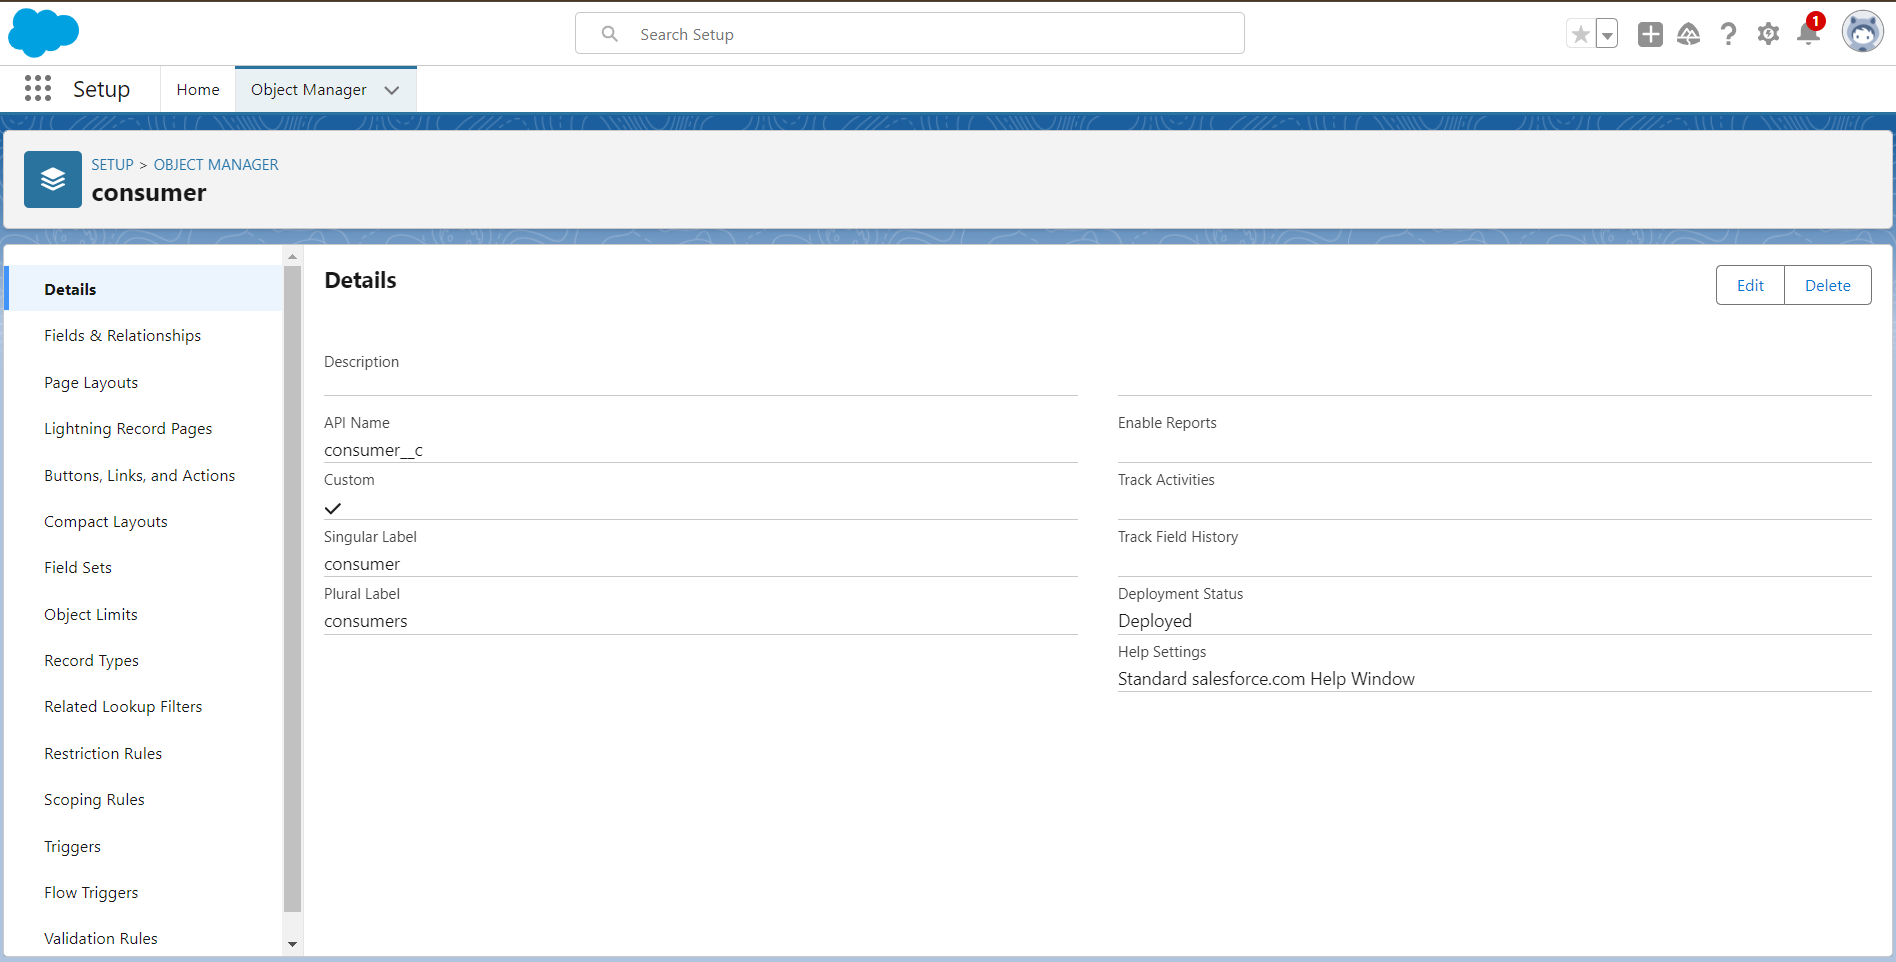 Search Setup
1
Setup
Home
Object Manager
SETUP > OBJECT MANAGER
consumer
Details
Fields & Relationships
Page Layouts
Lightning Record Pages
Buttons, Links, and Actions
Compact Layouts
Field Sets
Object Limits
Record Types
Related Lookup Filters
Restriction Rules
Scoping Rules
Triggers
Flow Triggers
Validation Rules
Details
Edit
Delete
Description
API Name
consumer__c
Custom
Singular Label
consumer
Plural Label
consumers
Enable Reports
Track Activities
Track Field History
Deployment Status
Deployed
Help Settings
Standard salesforce.com Help Window